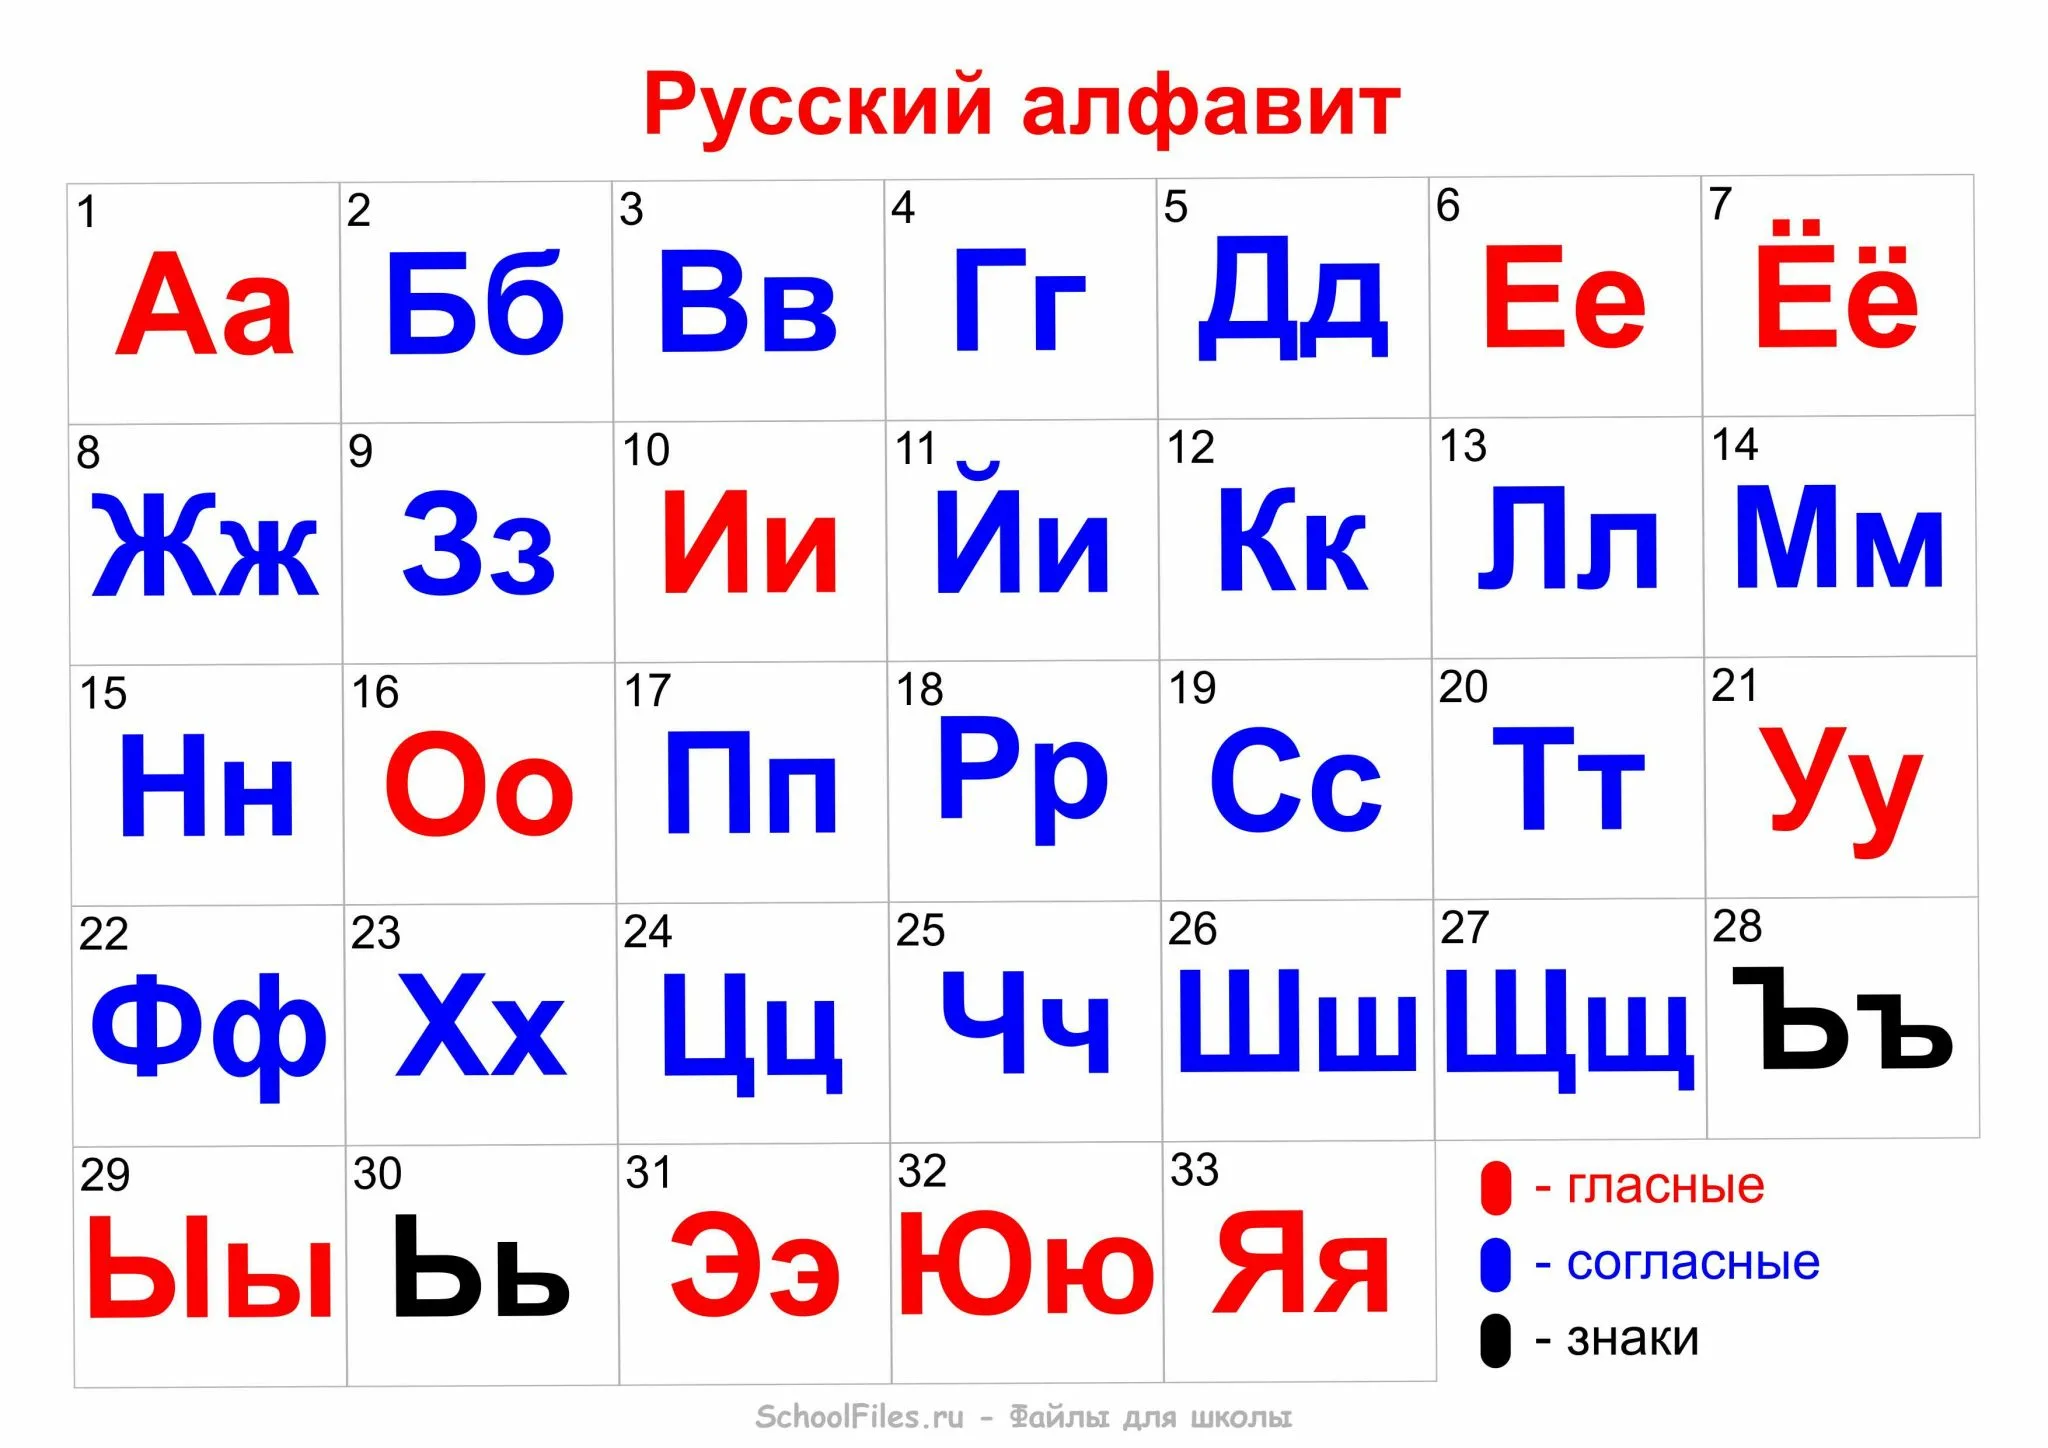 Русский алфавит
1 2 3 4 5 6 7
Аа Бб Вв Гг Дд Ее Ёё
8 9 10 11 12 13 14
Жж Зз Ии Йи Кк Лл Мм
15 16 17 18 19 20 21
Нн Оо Пп Рр Сс Тт Уу
22 23 24 25 26 27 28
Фф Хх Цц Чч Шш Щщ Ъъ
29 30 31 32 33
Ыы Ьь Ээ Юю Яя
- гласные
- согласные
- знаки
SchoolFiles.ru - Файлы для школы